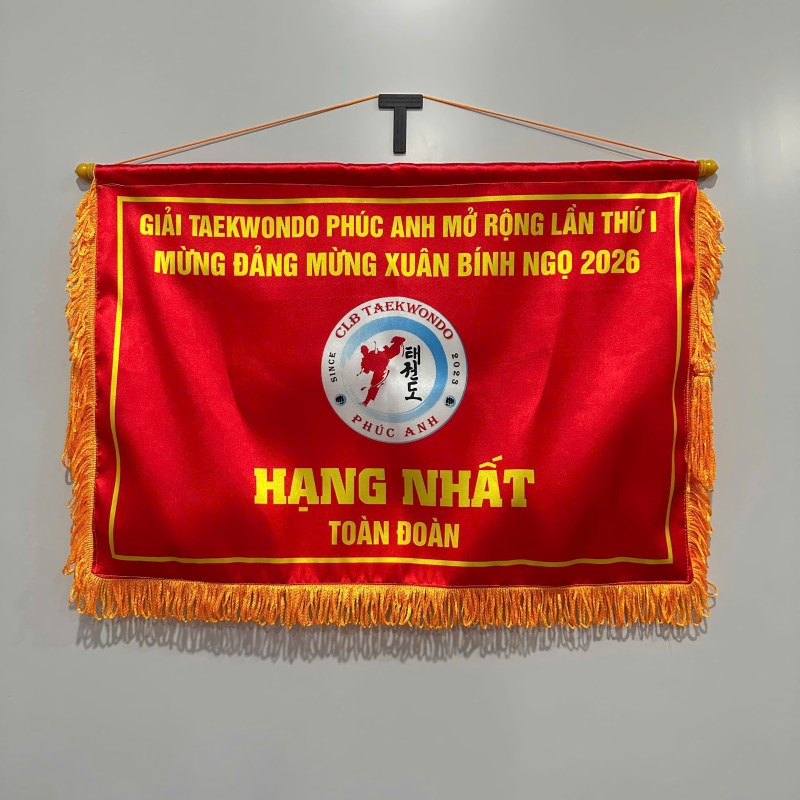 GIẢI TAEKWONDO PHÚC ANH MỞ RỘNG LẦN THỨ I
MỪNG ĐẢNG MỪNG XUÂN BÍNH NGỌ 2026
CLB TAEKWONDO
SINCE 2023
태권도
PHÚC ANH
HẠNG NHẤT
TOÀN ĐOÀN